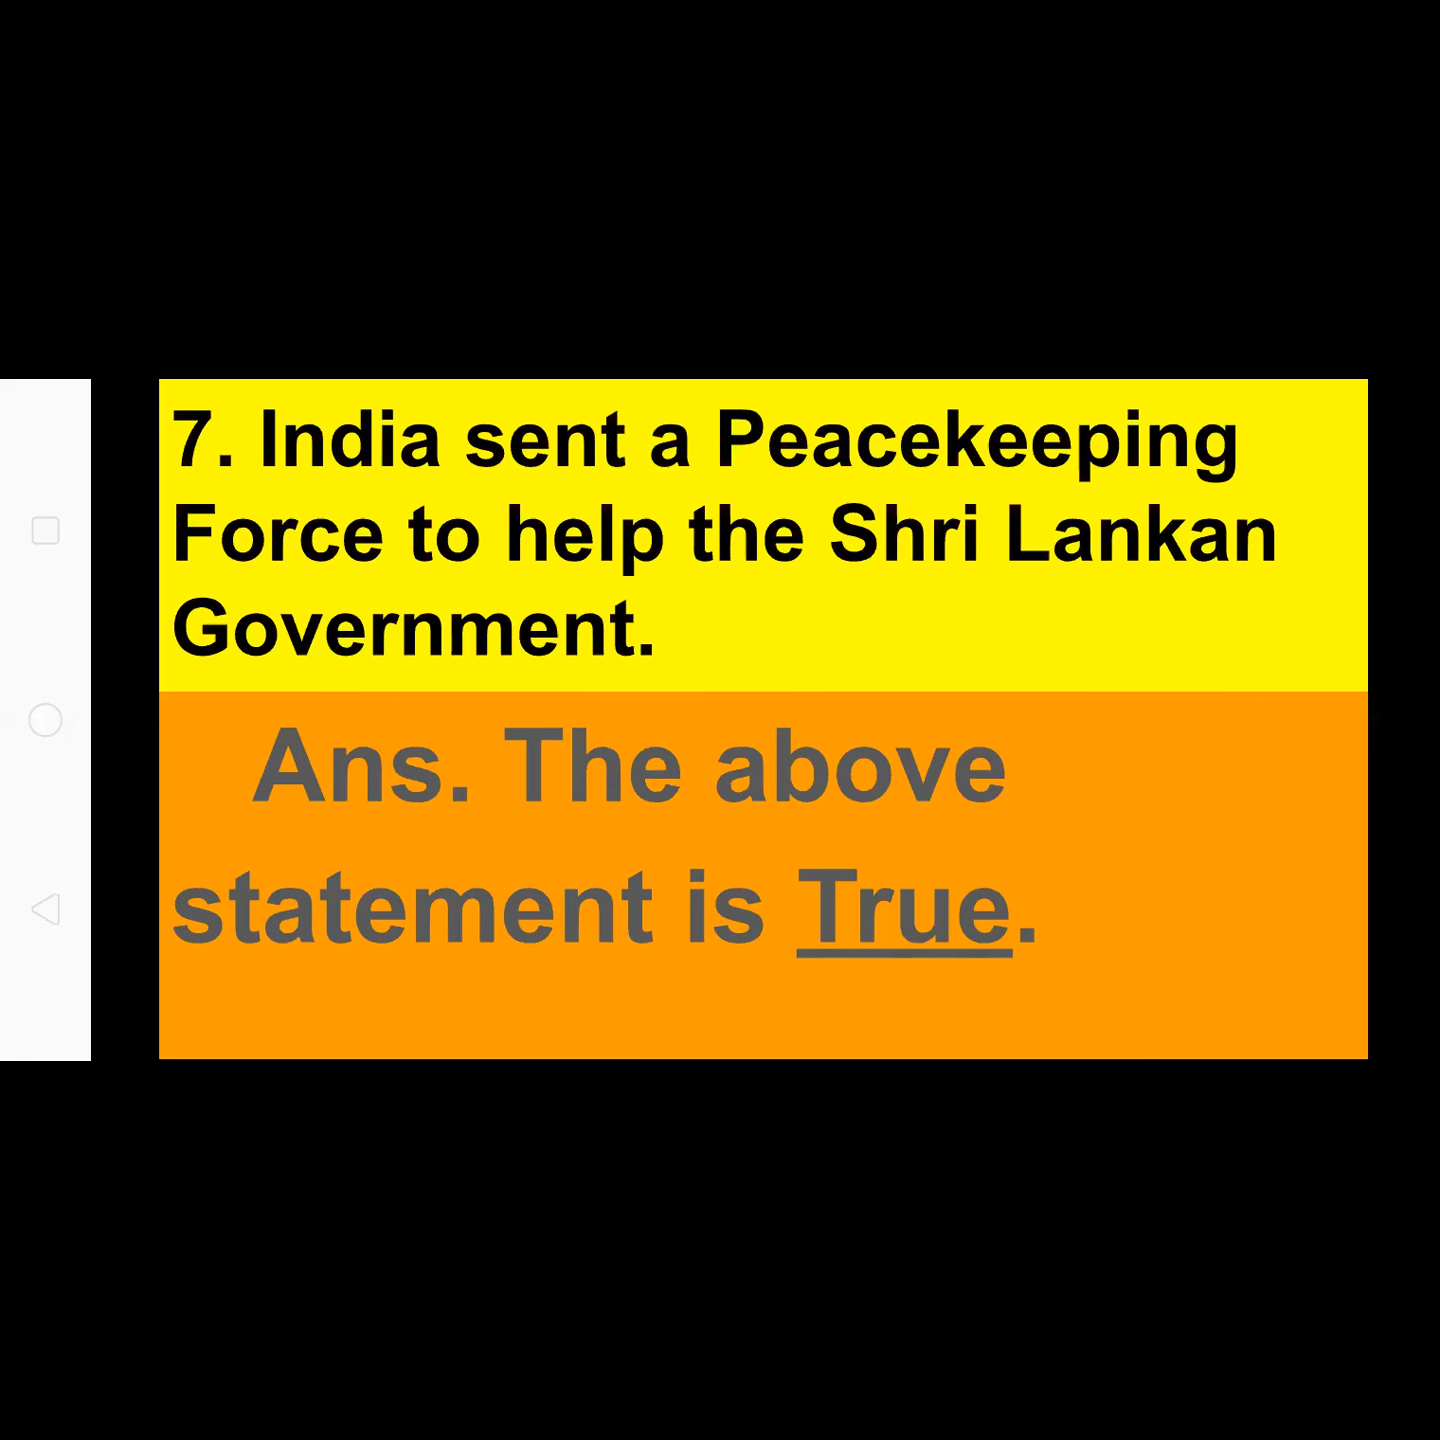 7. India sent a Peacekeeping
Force to help the Shri Lankan
Government.
Ans. The above
statement is True.